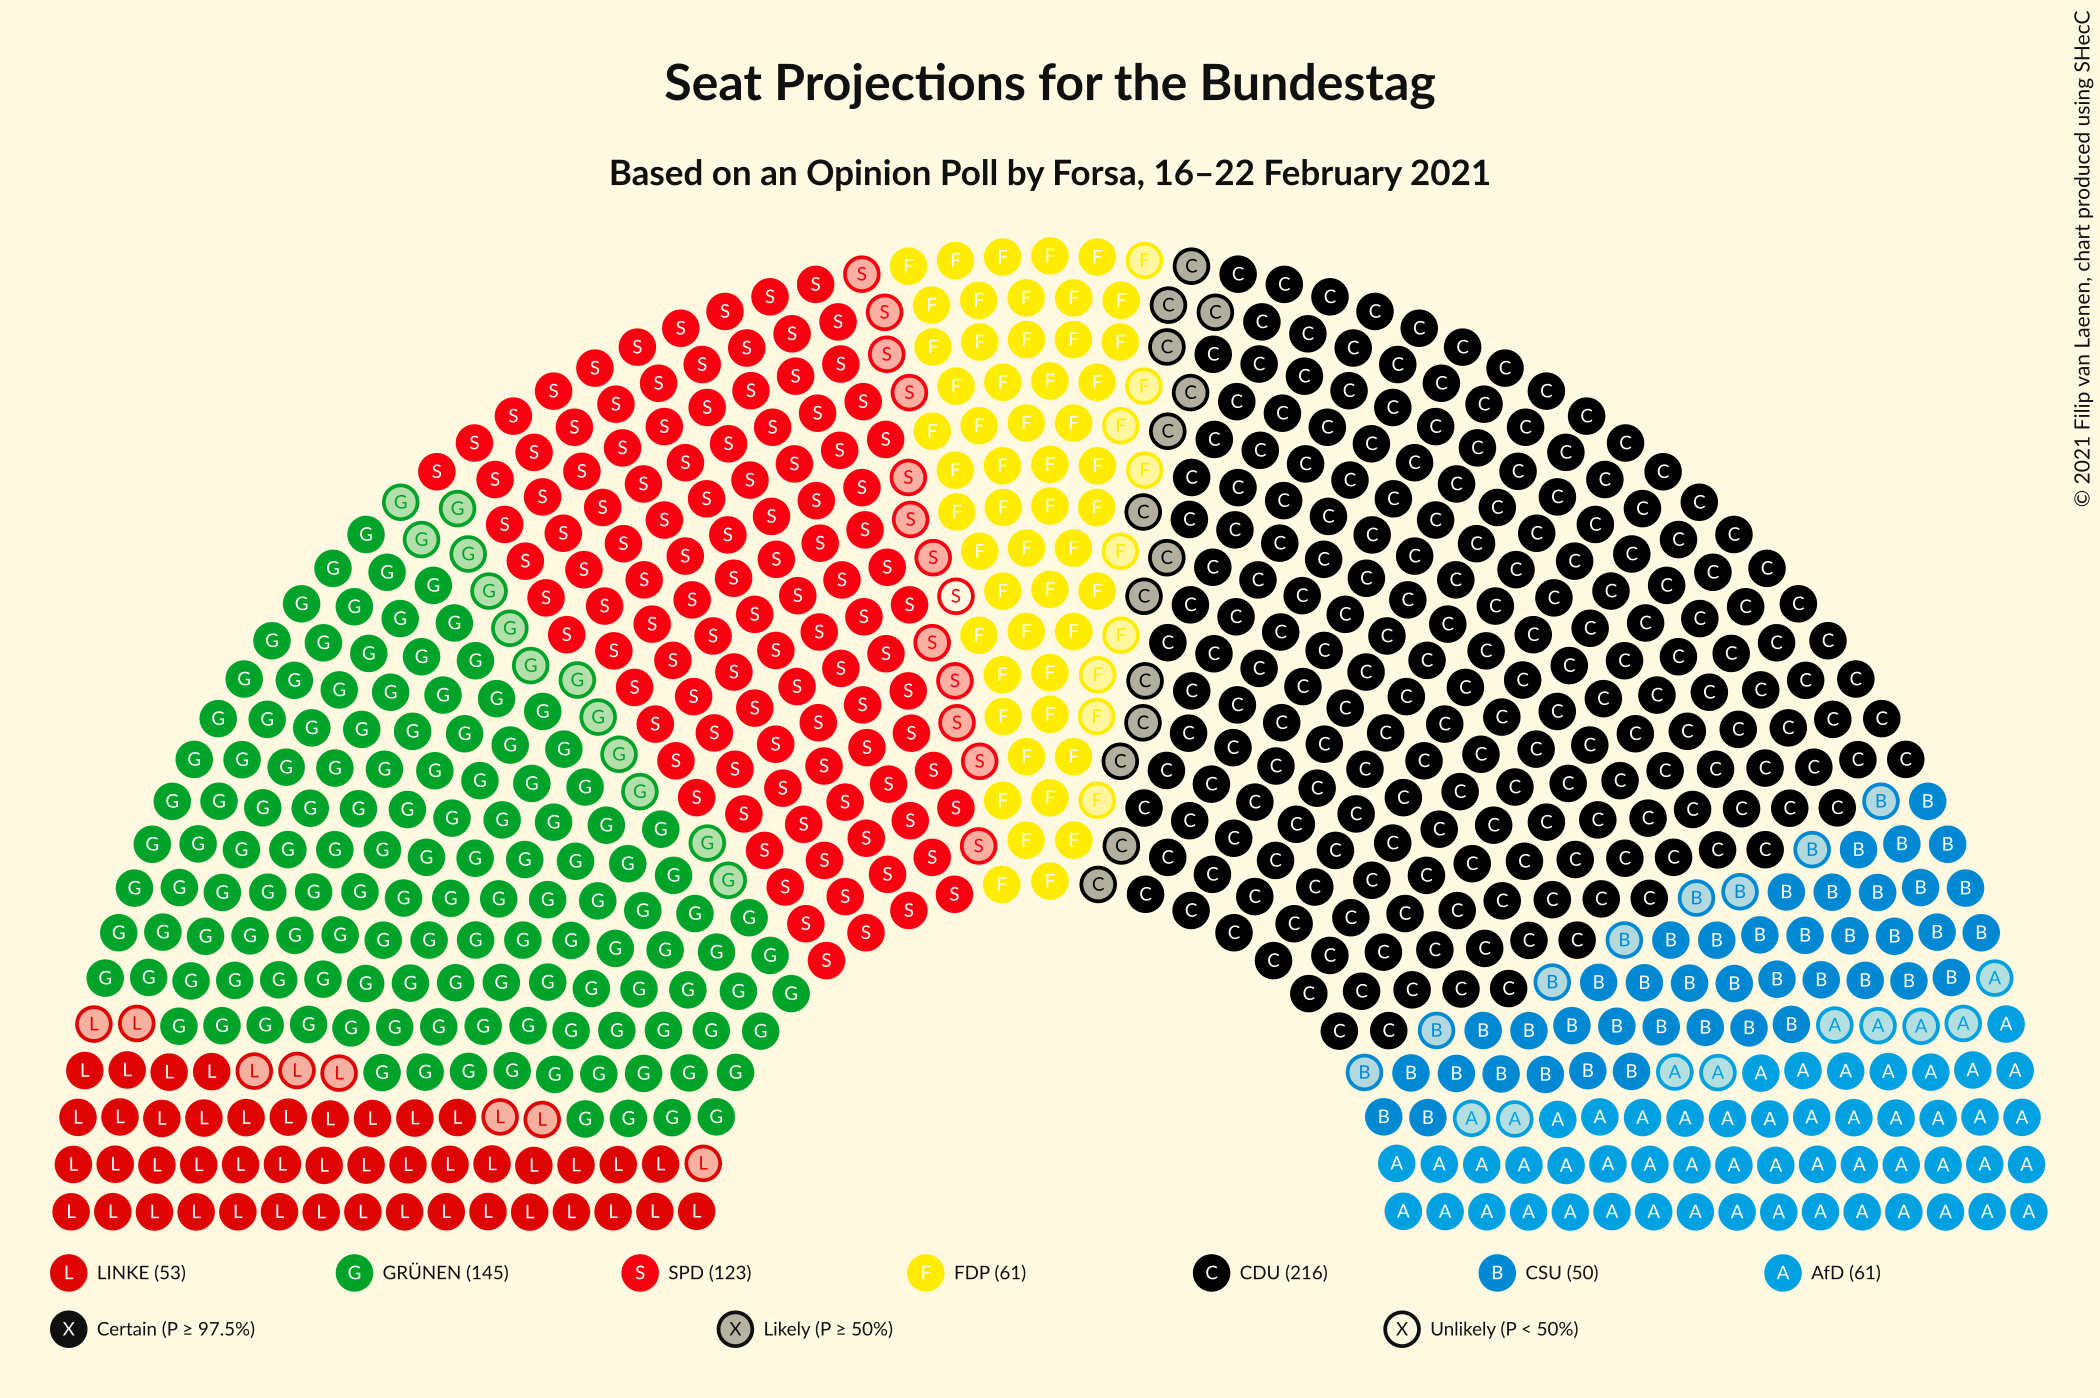 Seat Projections for the Bundestag
Based on an Opinion Poll by Forsa, 16–22 February 2021
© 2021 Filip van Laenen, chart produced using SHecC
L LINKE (53) G GRÜNEN (145) S SPD (123) F FDP (61) C CDU (216) B CSU (50) A AfD (61)
X Certain (P ≥ 97.5%) X Likely (P ≥ 50%) X Unlikely (P < 50%)